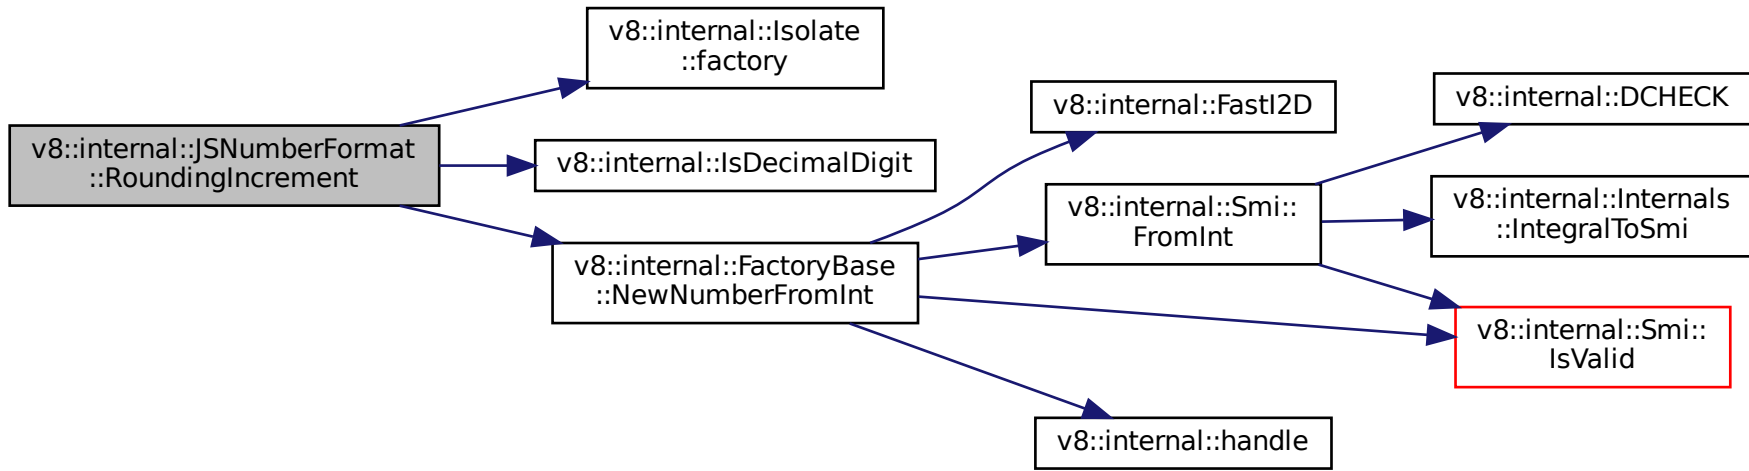 v8::internal::JSNumberFormat
::RoundingIncrement
v8::internal::Isolate
::factory
v8::internal::IsDecimalDigit
v8::internal::FactoryBase
::NewNumberFromInt
v8::internal::FastI2D
v8::internal::Smi::
FromInt
v8::internal::handle
v8::internal::DCHECK
v8::internal::Internals
::IntegralToSmi
v8::internal::Smi::
IsValid